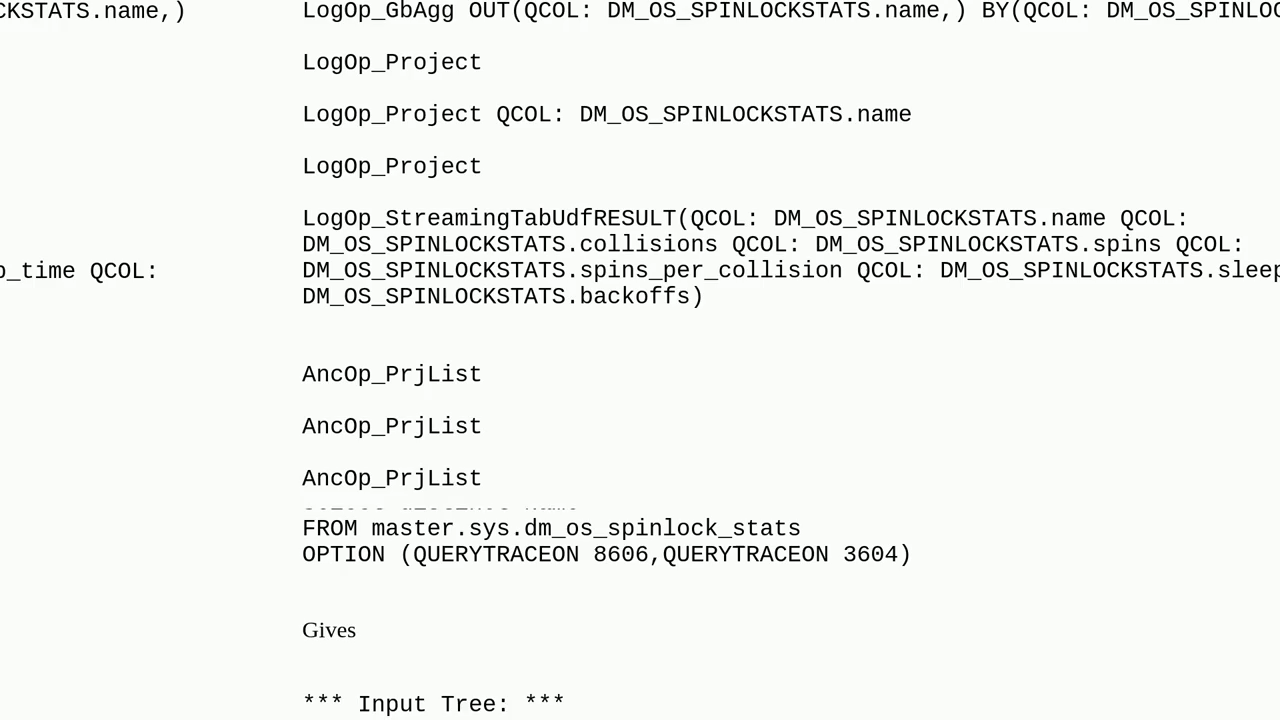 CKSTATS.name,) LogOp_GbAgg OUT(QCOL: DM_OS_SPINLOCKSTATS.name,) BY(QCOL: DM_OS_SPINLOC
LogOp_Project
LogOp_Project QCOL: DM_OS_SPINLOCKSTATS.name
LogOp_Project
LogOp_StreamingTabUdfRESULT(QCOL: DM_OS_SPINLOCKSTATS.name QCOL:
DM_OS_SPINLOCKSTATS.collisions QCOL: DM_OS_SPINLOCKSTATS.spins QCOL:
p_time QCOL: DM_OS_SPINLOCKSTATS.spins_per_collision QCOL: DM_OS_SPINLOCKSTATS.sleep
DM_OS_SPINLOCKSTATS.backoffs)
AncOp_PrjList
AncOp_PrjList
AncOp_PrjList
FROM master.sys.dm_os_spinlock_stats
OPTION (QUERYTRACEON 8606,QUERYTRACEON 3604)
Gives
*** Input Tree: ***